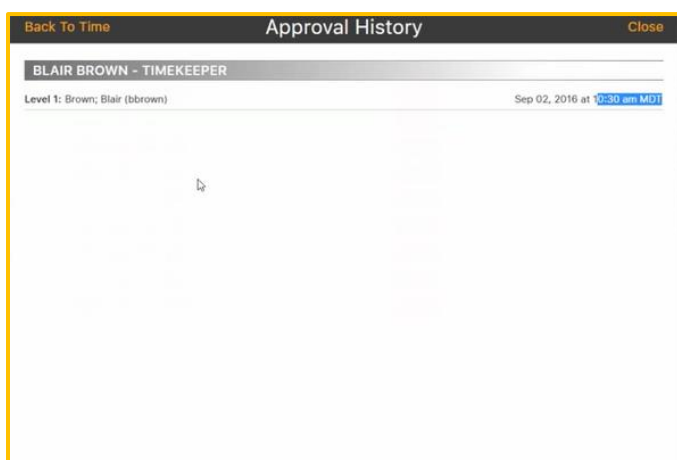 Back To Time Approval History Close
BLAIR BROWN - TIMEKEEPER
Level 1: Brown; Blair (bbrown) Sep 02, 2016 at 10:30 am MDT